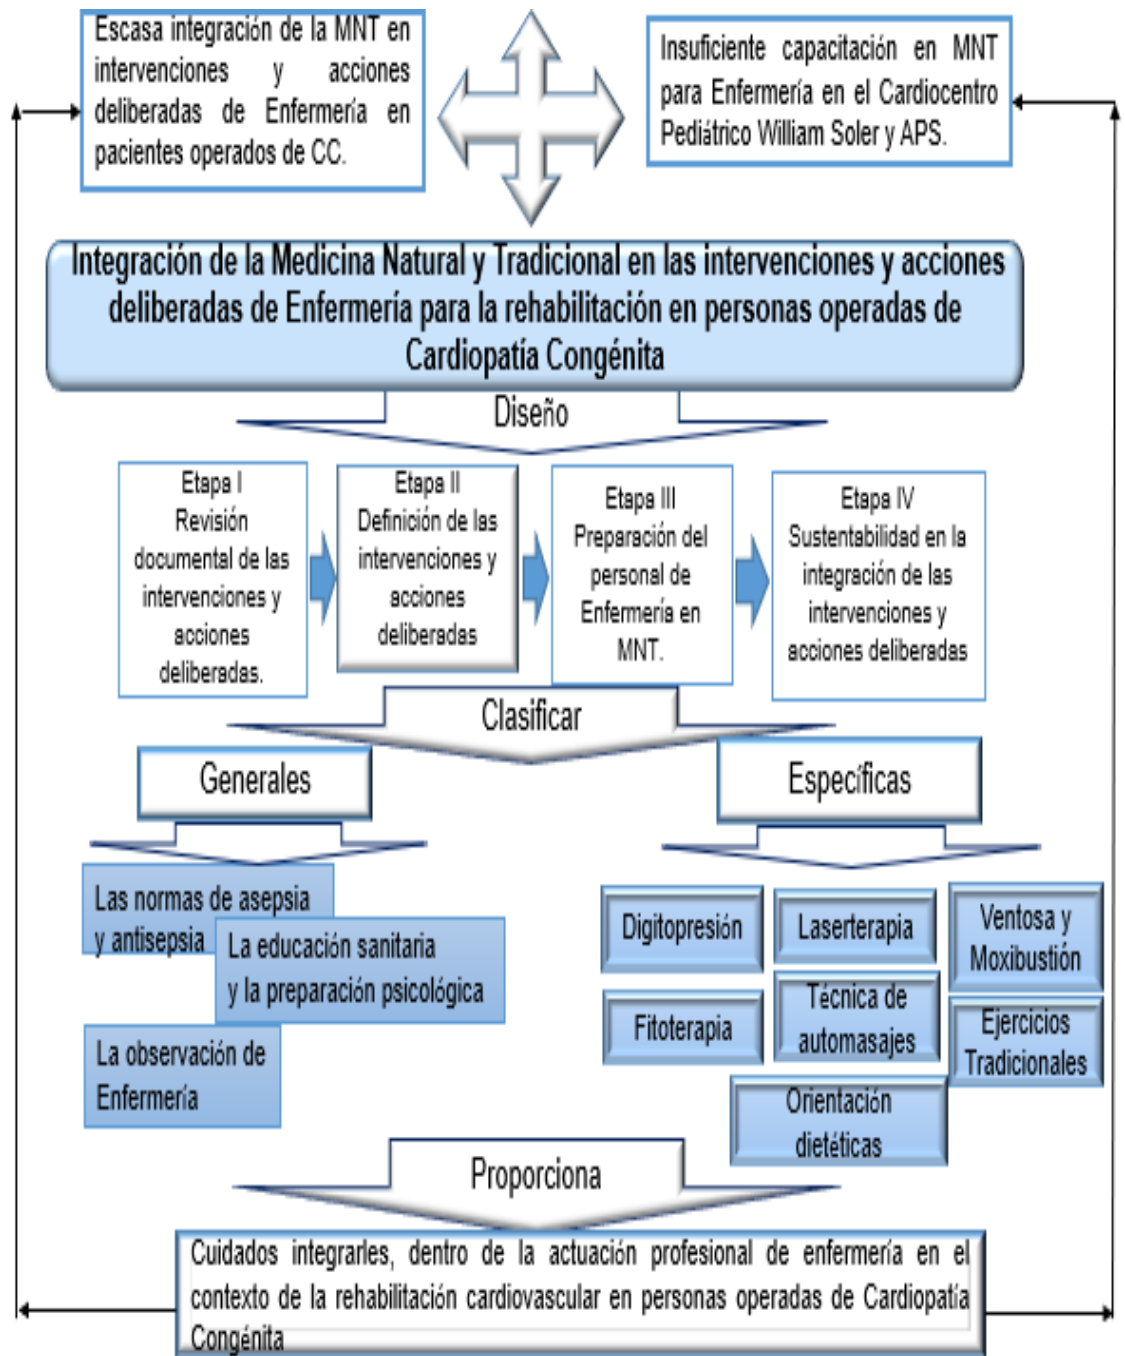 Escasa integración de la MNT en
intervenciones y acciones
deliberadas de Enfermería en
pacientes operados de CC.
Insuficiente capacitación en MNT
para Enfermería en el Cardiocentro
Pediátrico William Soler y APS.
Integración de la Medicina Natural y Tradicional en las intervenciones y acciones
deliberadas de Enfermería para la rehabilitación en personas operadas de
Cardiopatía Congénita
Diseño
Etapa I
Revisión
documental de las
intervenciones y
acciones
deliberadas.
Etapa II
Definición de las
intervenciones y
acciones
deliberadas
Etapa III
Preparación del
personal de
Enfermería en
MNT.
Etapa IV
Sustentabilidad en la
integración de las
intervenciones y
acciones deliberadas
Clasificar
Generales
Específicas
Las normas de asepsia
y antisepsia
La educación sanitaria
y la preparación psicológica
La observación de
Enfermería
Digitopresión
Laserterapia
Ventosa y
Moxibustión
Fitoterapia
Técnica de
automasajes
Ejercicios
Tradicionales
Orientación
dietéticas
Proporciona
Cuidados integrarles, dentro de la actuación profesional de enfermería en el
contexto de la rehabilitación cardiovascular en personas operadas de Cardiopatía
Congénita